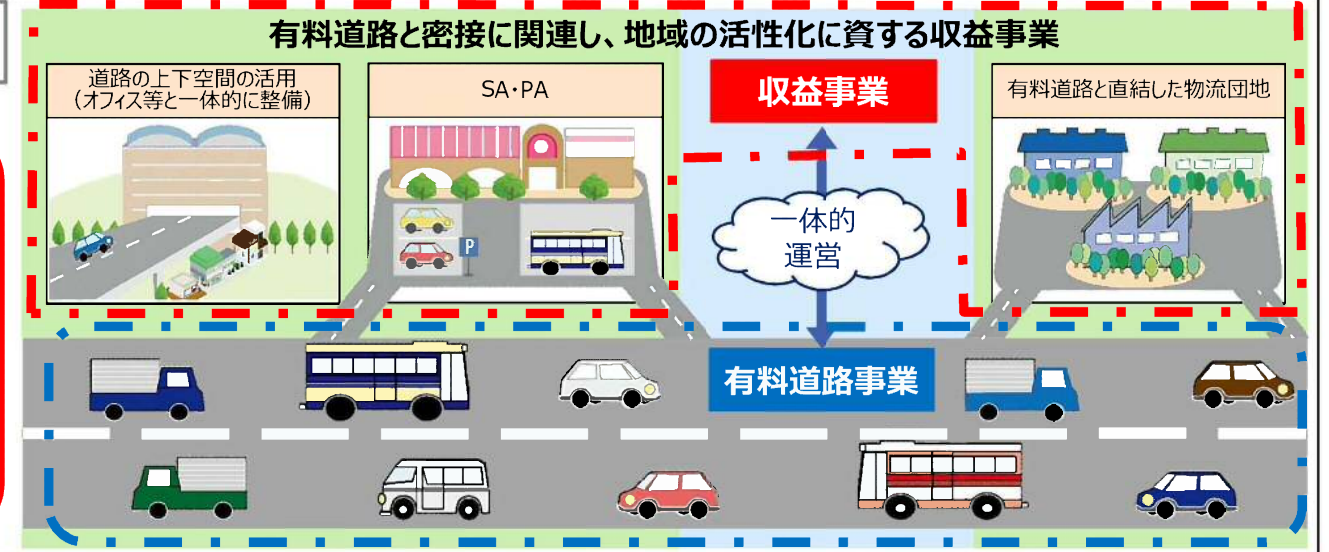 有料道路と密接に関連し、地域の活性化に資する収益事業
道路の上下空間の活用
（オフィス等と一体的に整備）
SA・PA
収益事業
有料道路と直結した物流団地
P
一体的
運営
有料道路事業